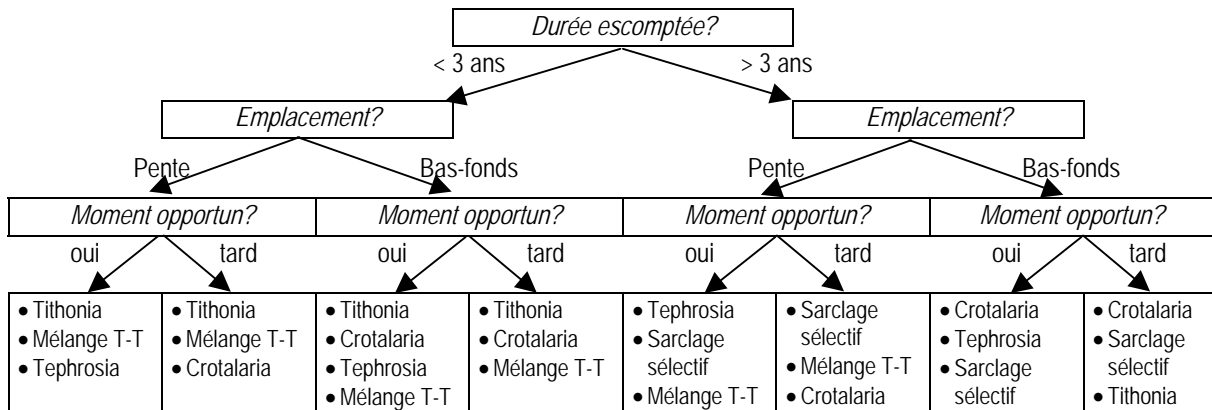 Durée escomptée?
< 3 ans
> 3 ans
Emplacement?
Emplacement?
Pente
Bas-fonds
Pente
Bas-fonds
Moment opportun?
Moment opportun?
Moment opportun?
Moment opportun?
oui
tard
oui
tard
oui
tard
oui
tard
• Tithonia
• Mélange T-T
• Tephrosia
• Tithonia
• Mélange T-T
• Crotalaria
• Tithonia
• Crotalaria
• Tephrosia
• Mélange T-T
• Tithonia
• Crotalaria
• Mélange T-T
• Tephrosia
• Sarclage
sélectif
• Mélange T-T
• Sarclage
sélectif
• Mélange T-T
• Crotalaria
• Crotalaria
• Tephrosia
• Sarclage
sélectif
• Crotalaria
• Sarclage
sélectif
• Tithonia